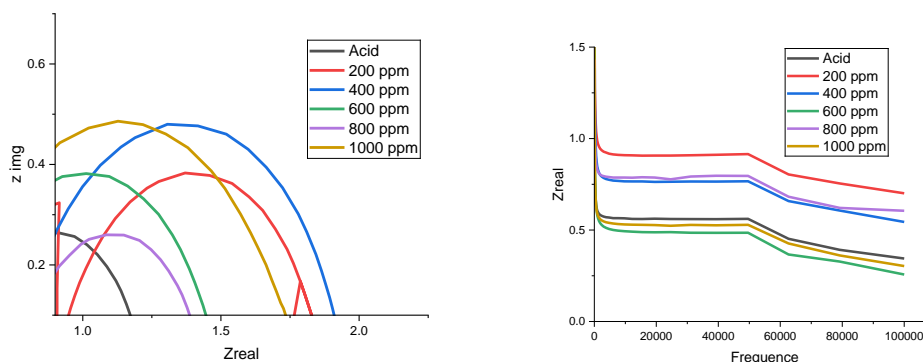 0.6
0.4
0.2
z img
1.0
1.5
2.0
Zreal
Acid
200 ppm
400 ppm
600 ppm
800 ppm
1000 ppm
1.5
1.0
0.5
0.0
Zreal
0
20000
40000
60000
80000
100000
Frequence
Acid
200 ppm
400 ppm
600 ppm
800 ppm
1000 ppm